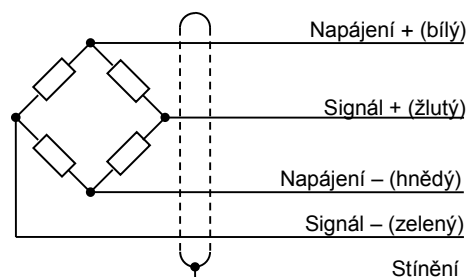 Napájení + (bílý)
Signál + (žlutý)
Napájení – (hnědý)
Signál – (zelený)
Stínění